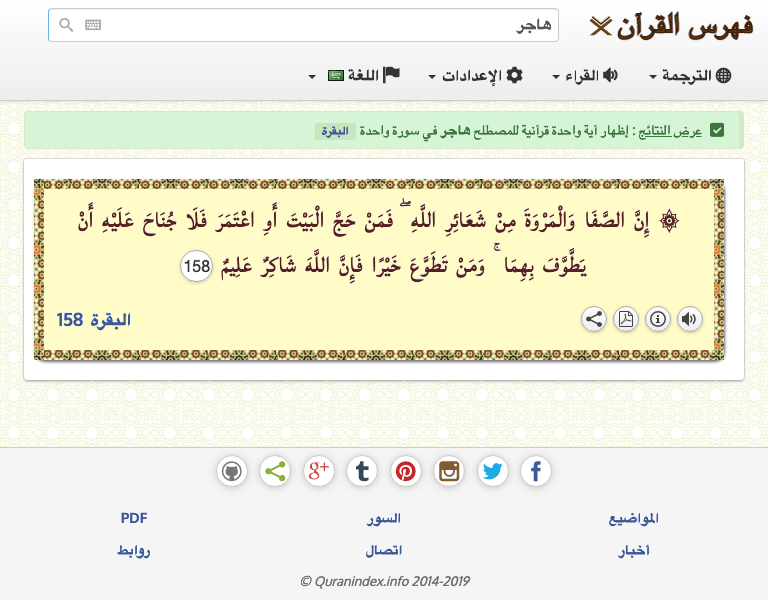 فهرس القرآن
هاجر
الترجمة
القراء
الإعدادات
اللغة
عرض النتائج : إظهار آية واحدة قرآنية للمصطلح هاجر في سورة واحدة البقرة
۞ إِنَّ الصَّفَا وَالْمَرْوَةَ مِنْ شَعَائِرِ اللَّهِ ۖ فَمَنْ حَجَّ الْبَيْتَ أَوِ اعْتَمَرَ فَلَا جُنَاحَ عَلَيْهِ أَنْ
يَطَّوَّفَ بِهِمَا ۚ وَمَنْ تَطَوَّعَ خَيْرًا فَإِنَّ اللَّهَ شَاكِرٌ عَلِيمٌ 158
البقرة 158
المواضيع
السور
PDF
أخبار
اتصال
روابط
© Quranindex.info 2014-2019